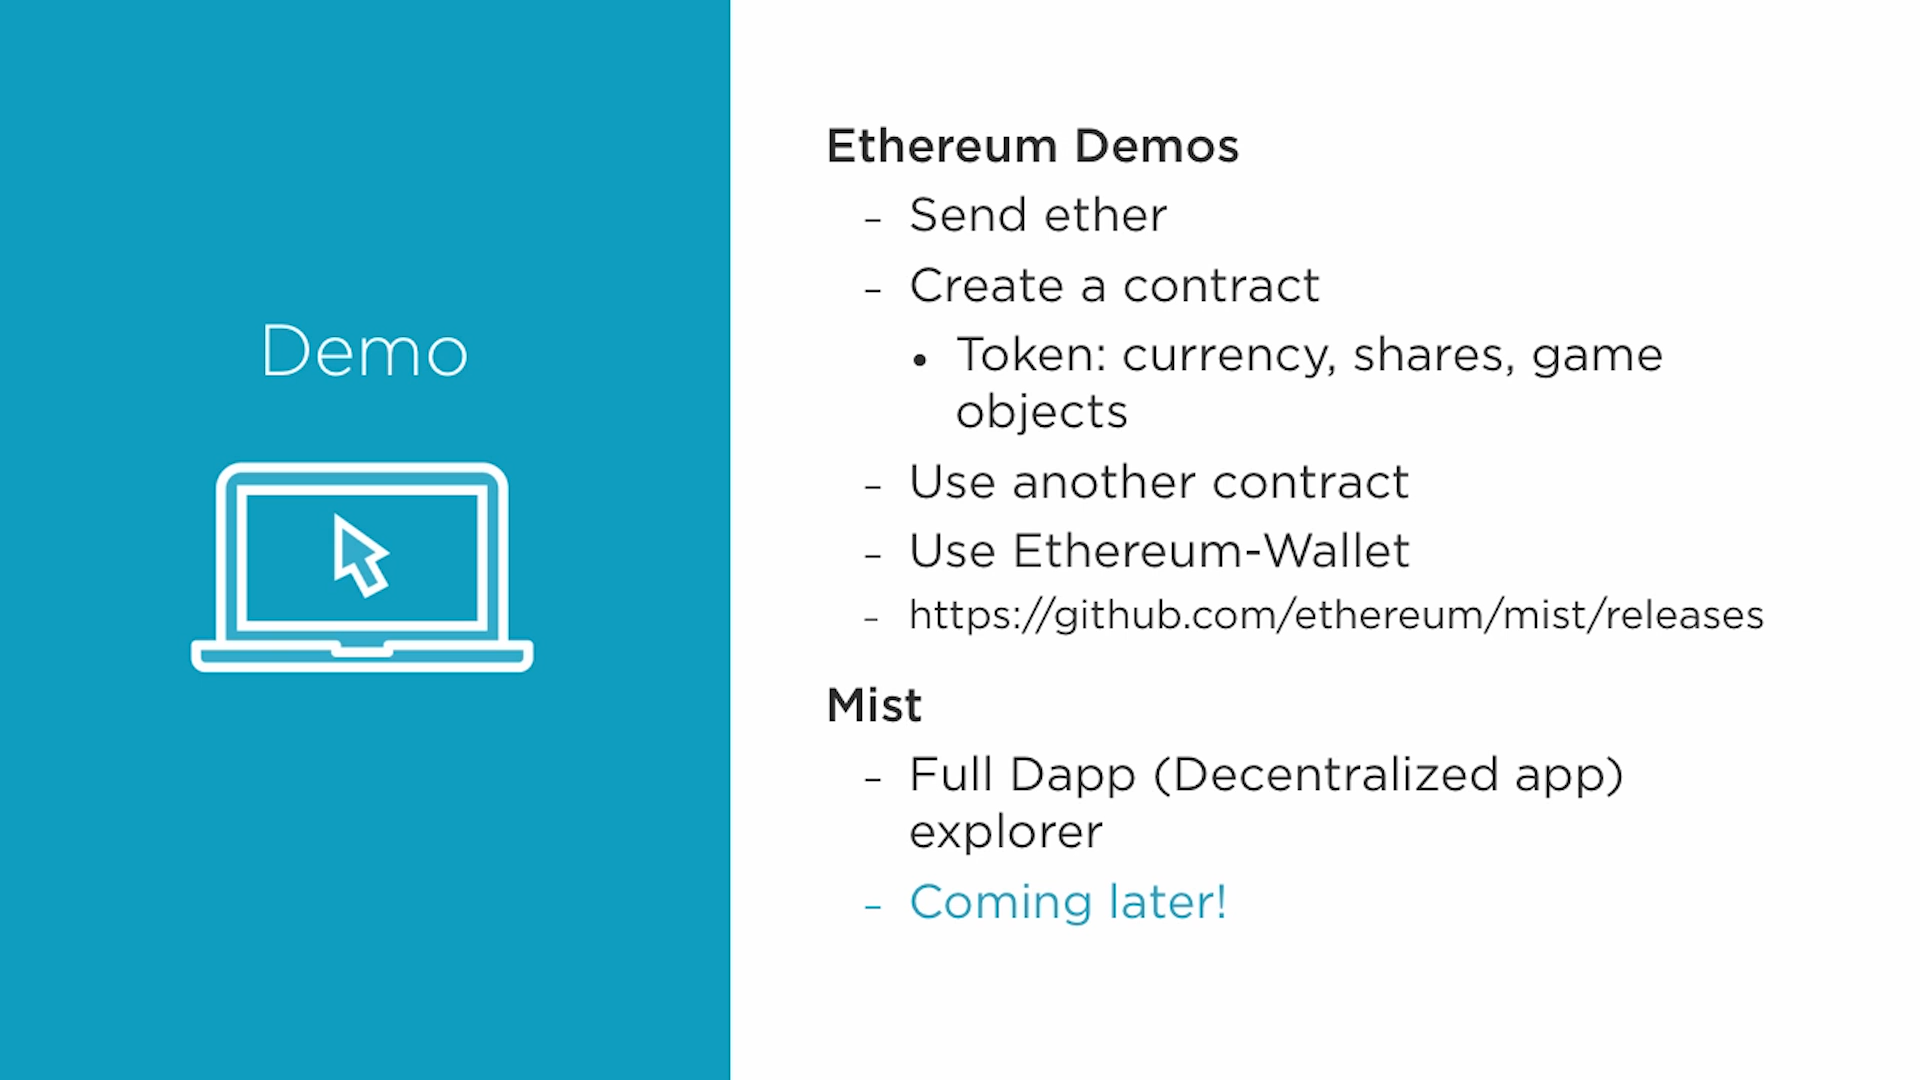 Demo
Ethereum Demos
– Send ether
– Create a contract
• Token: currency, shares, game
objects
– Use another contract
– Use Ethereum-Wallet
– https://github.com/ethereum/mist/releases
Mist
– Full Dapp (Decentralized app)
explorer
– Coming later!